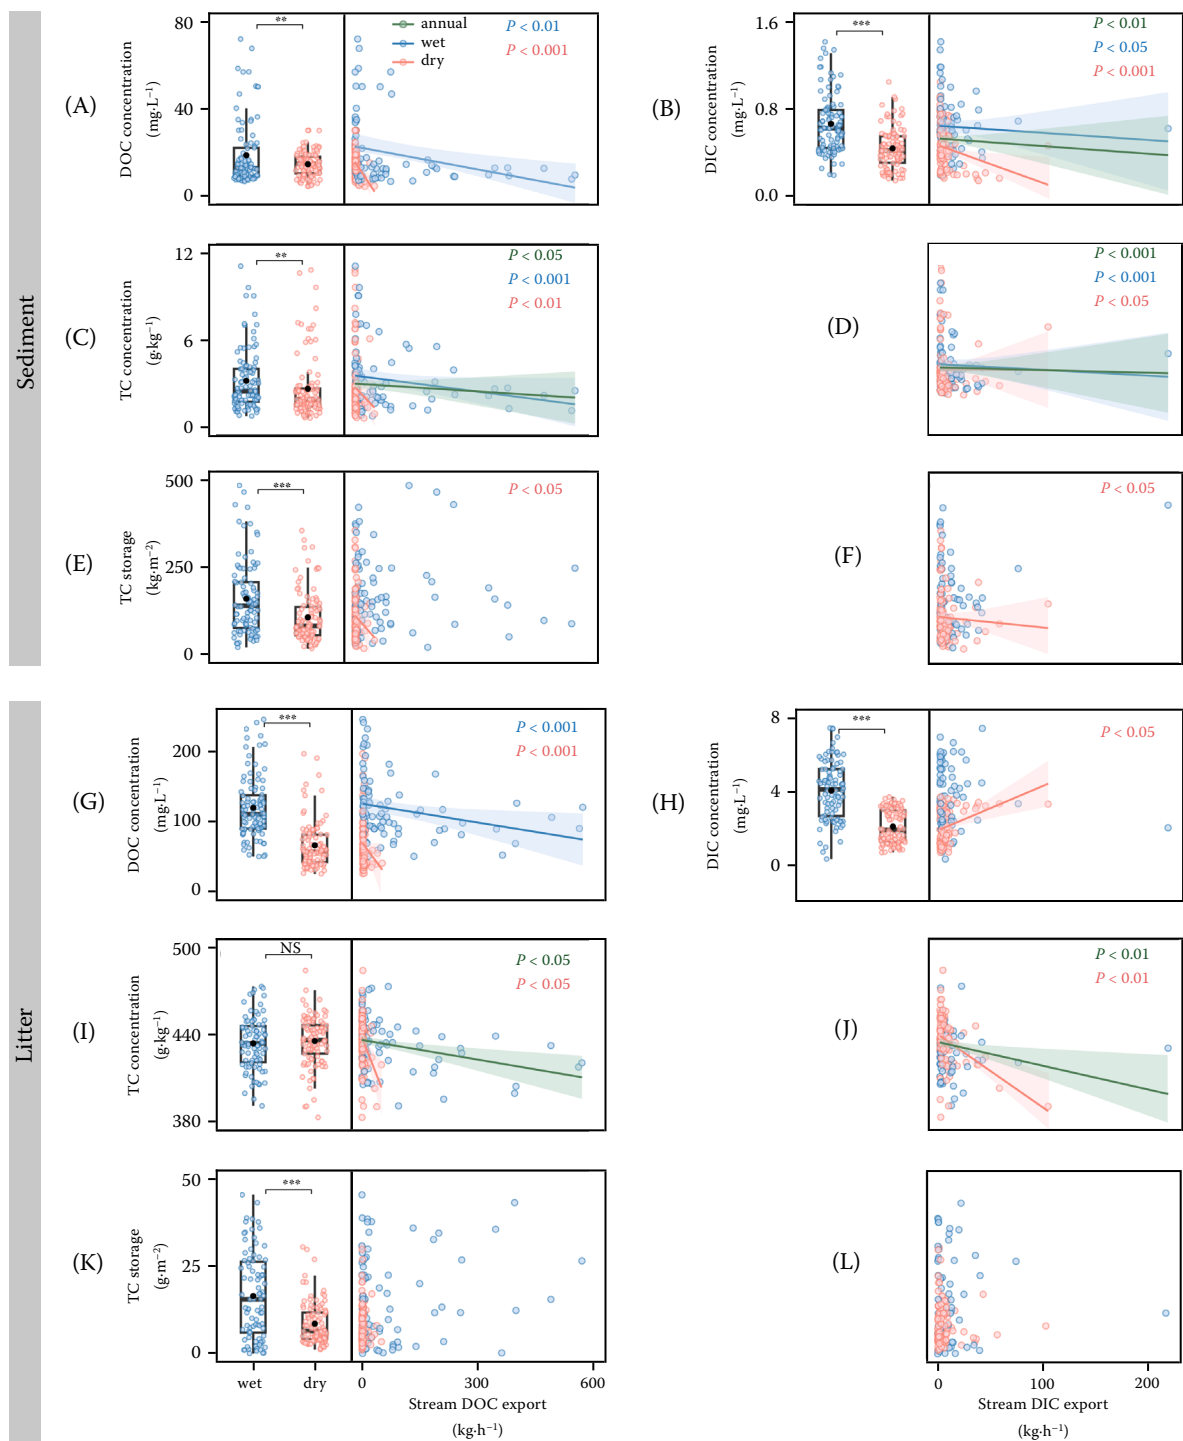 Sediment
(A)
DOC concentration
(mg·L⁻¹)
80
40
0
**
annual
wet
dry
P < 0.01
P < 0.001
(B)
DIC concentration
(mg·L⁻¹)
1.6
0.8
0.0
***
P < 0.01
P < 0.05
P < 0.001
(C)
TC concentration
(g·kg⁻¹)
12
6
0
**
P < 0.05
P < 0.001
P < 0.01
(D)
P < 0.001
P < 0.001
P < 0.05
(E)
TC storage
(kg·m⁻²)
500
250
0
***
P < 0.05
(F)
P < 0.05
Litter
(G)
DOC concentration
(mg·L⁻¹)
200
100
0
***
P < 0.001
P < 0.001
(H)
DIC concentration
(mg·L⁻¹)
8
4
0
***
P < 0.05
(I)
TC concentration
(g·kg⁻¹)
500
440
380
NS
P < 0.05
P < 0.05
(J)
P < 0.01
P < 0.01
(K)
TC storage
(g·m⁻²)
50
25
0
***
wet
dry
0
300
600
Stream DOC export
(kg·h⁻¹)
(L)
0
100
200
Stream DIC export
(kg·h⁻¹)